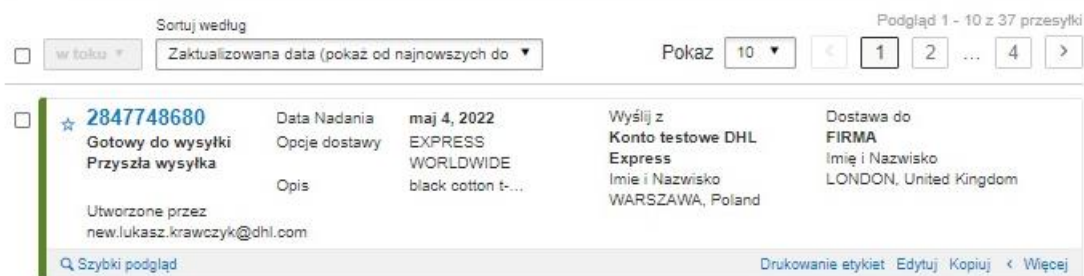 Podgląd 1 - 10 z 37 przesyłki
Sortuj według
w toku
Zaktualizowana data (pokaż od najnowszych do
Pokaz 10
< 1 2 ... 4 >
2847748680
Gotowy do wysyłki
Przyszła wysyłka
Utworzone przez
new.lukasz.krawczyk@dhl.com
Data Nadania maj 4, 2022
Opcje dostawy EXPRESS
WORLDWIDE
Opis black cotton t-...
Wyślij z
Konto testowe DHL
Express
Imie i Nazwisko
WARSZAWA, Poland
Dostawa do
FIRMA
Imię i Nazwisko
LONDON, United Kingdom
Szybki podgląd
Drukowanie etykiet Edytuj Kopiuj < Więcej